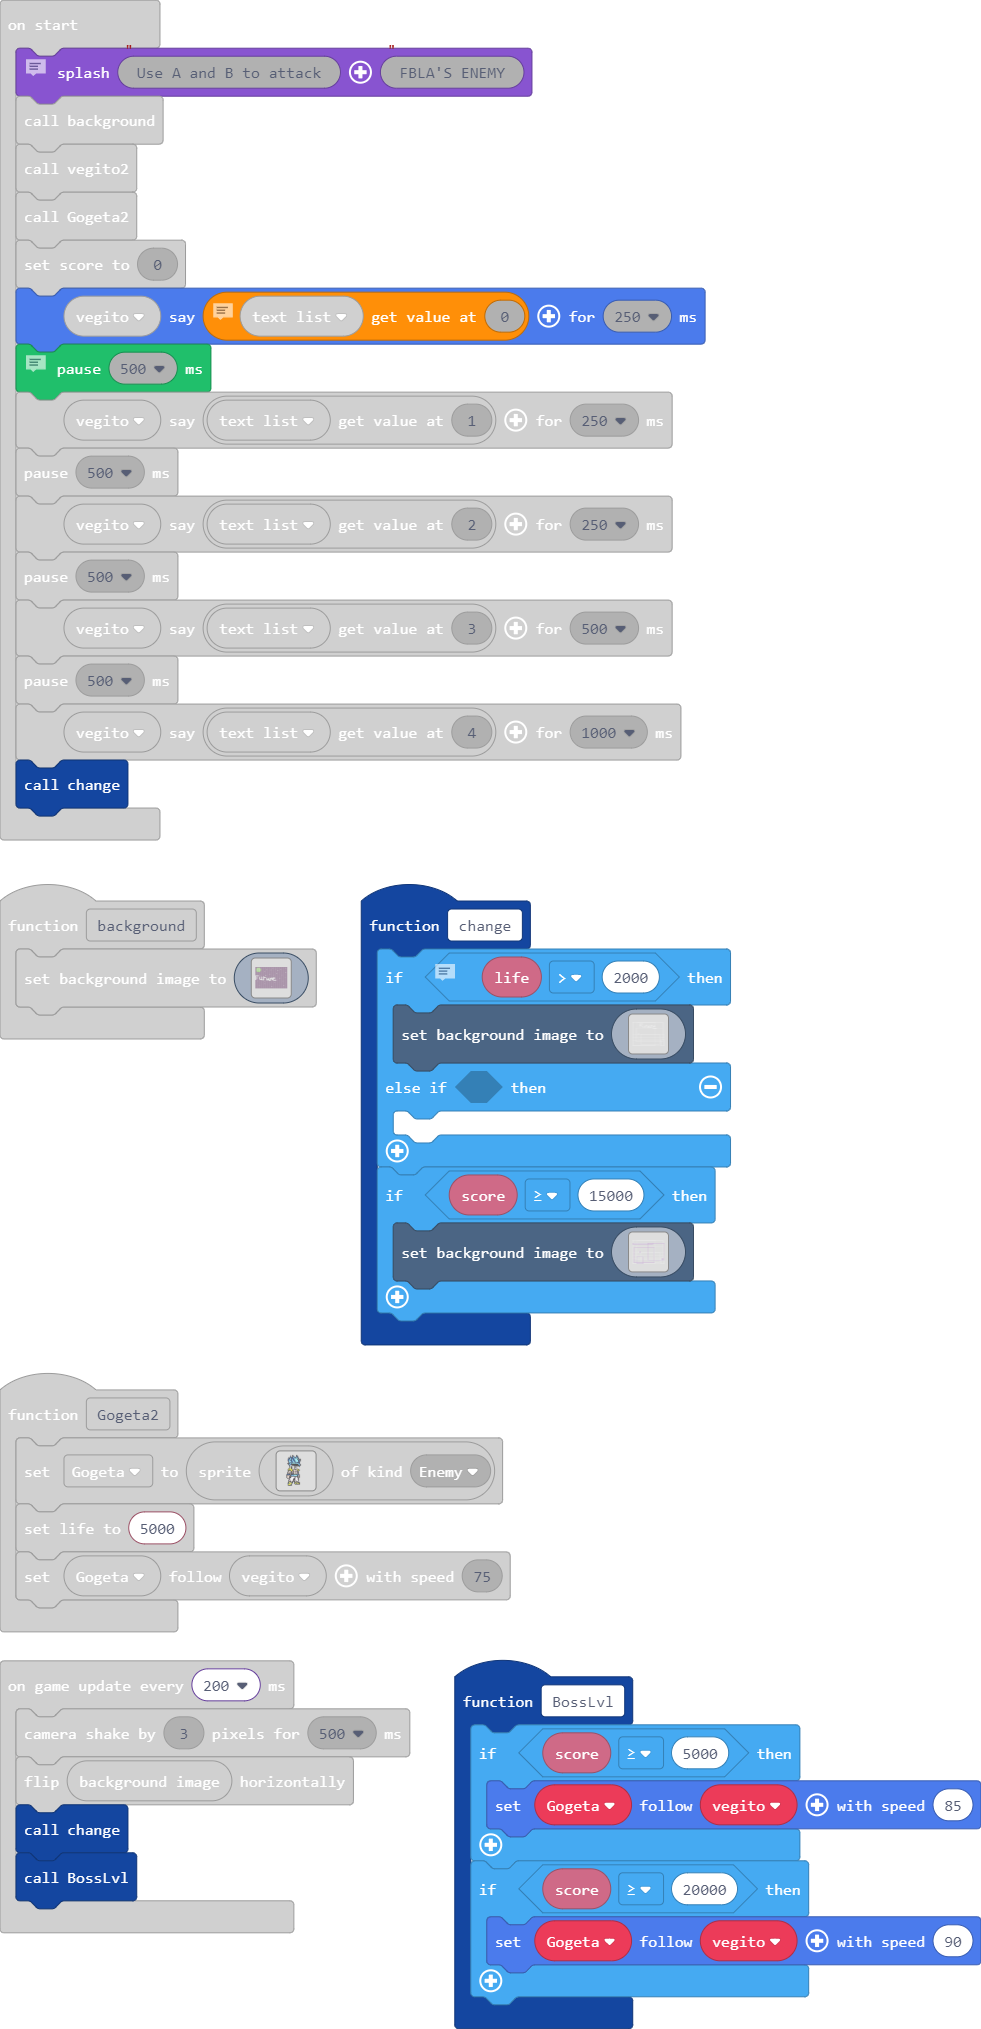 on start
splash " Use A and B to attack " FBLA'S ENEMY
call background
call vegito2
call Gogeta2
set score to 0
vegito say text list get value at 0 for 250 ms
pause 500 ms
vegito say text list get value at 1 for 250 ms
pause 500 ms
vegito say text list get value at 2 for 250 ms
pause 500 ms
vegito say text list get value at 3 for 500 ms
pause 500 ms
vegito say text list get value at 4 for 1000 ms
call change
function background
set background image to
function change
if life > 2000 then
set background image to
else if then
if score ≥ 15000 then
set background image to
function Gogeta2
set Gogeta to sprite of kind Enemy
set life to 5000
set Gogeta follow vegito with speed 75
on game update every 200 ms
camera shake by 3 pixels for 500 ms
flip background image horizontally
call change
call BossLvl
function BossLvl
if score ≥ 5000 then
set Gogeta follow vegito with speed 85
if score ≥ 20000 then
set Gogeta follow vegito with speed 90